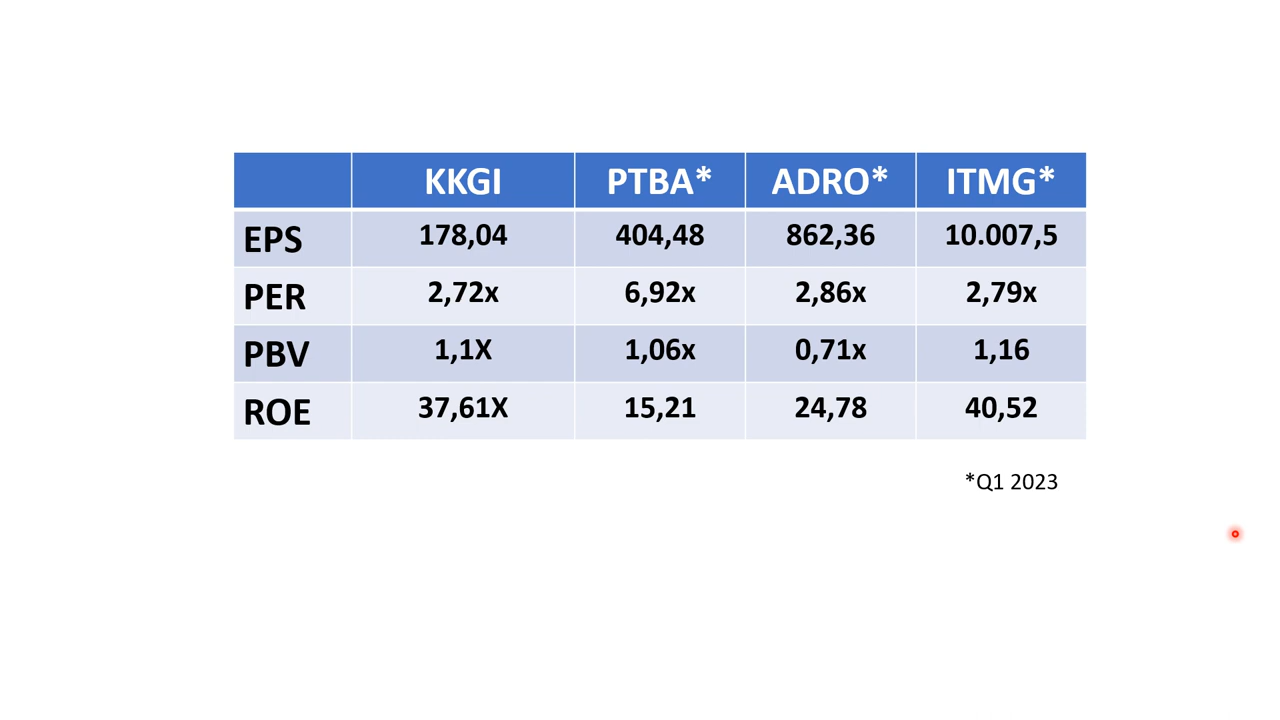 KKGI PTBA* ADRO* ITMG*
EPS 178,04 404,48 862,36 10.007,5
PER 2,72x 6,92x 2,86x 2,79x
PBV 1,1X 1,06x 0,71x 1,16
ROE 37,61X 15,21 24,78 40,52
*Q1 2023